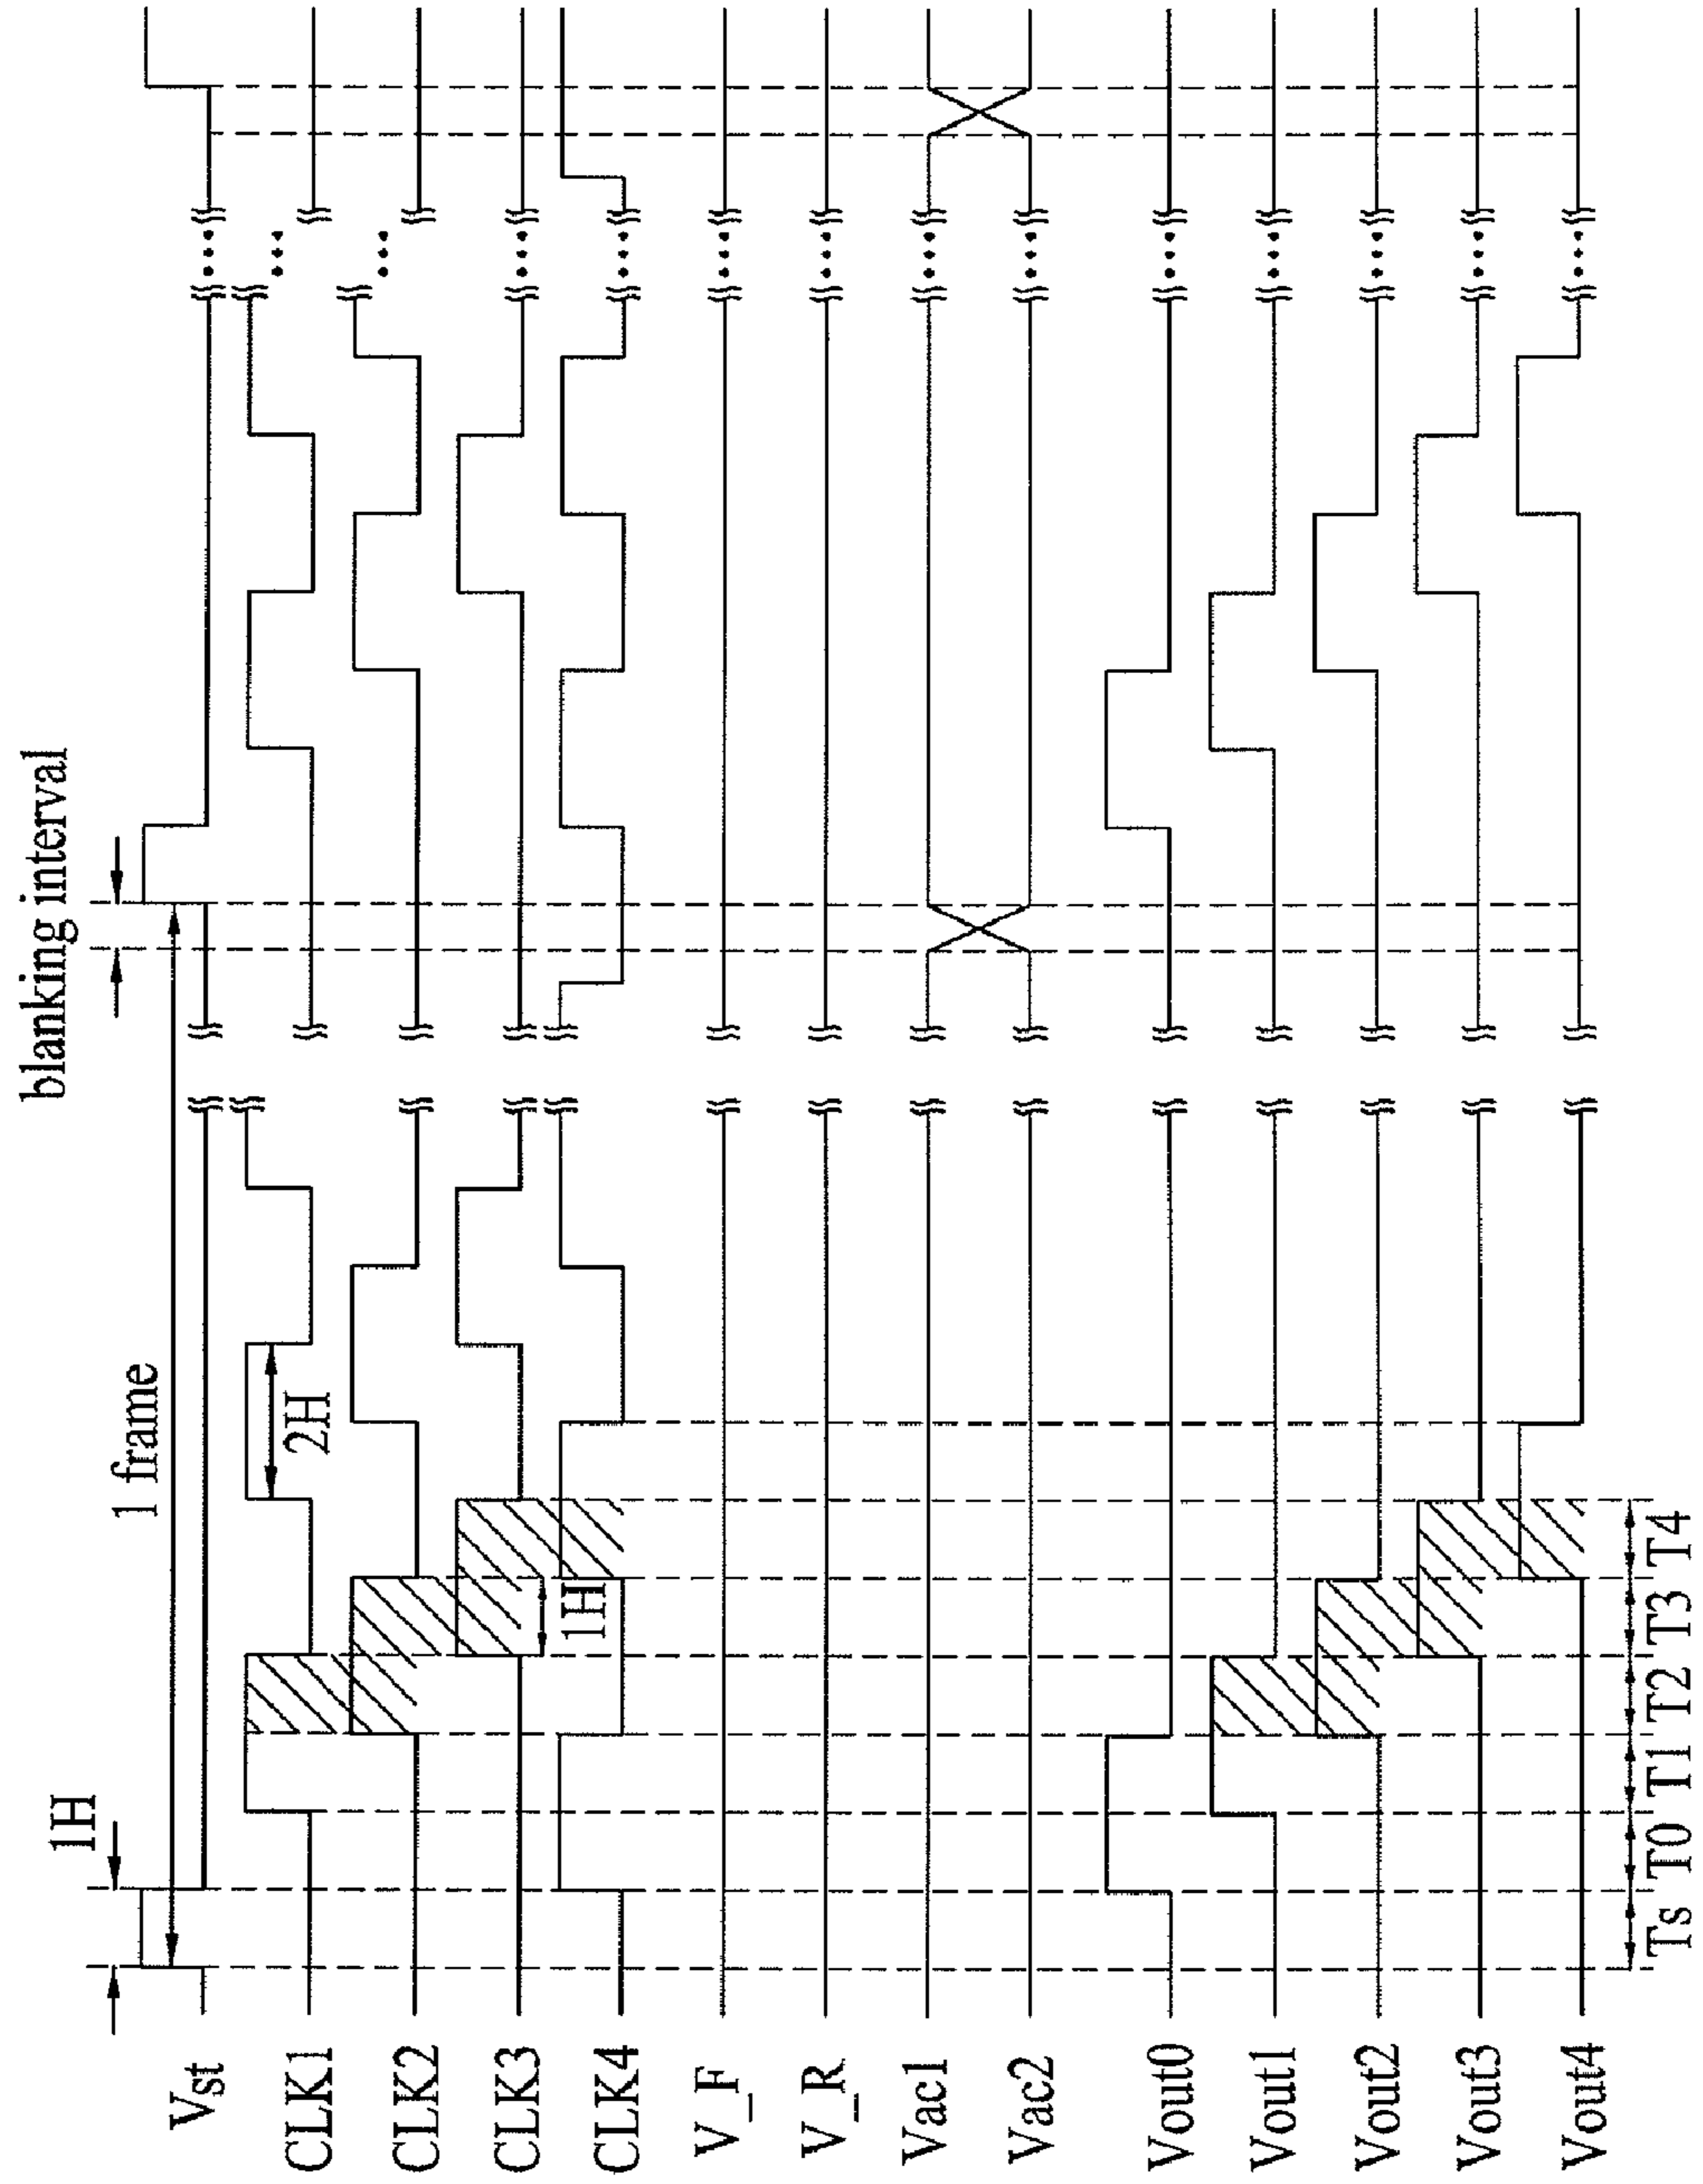 blanking interval
1 frame
1H
2H
1H
Vst
CLK1
CLK2
CLK3
CLK4
V_F
V_R
Vac1
Vac2
Vout0
Vout1
Vout2
Vout3
Vout4
Ts T0 T1 T2 T3 T4